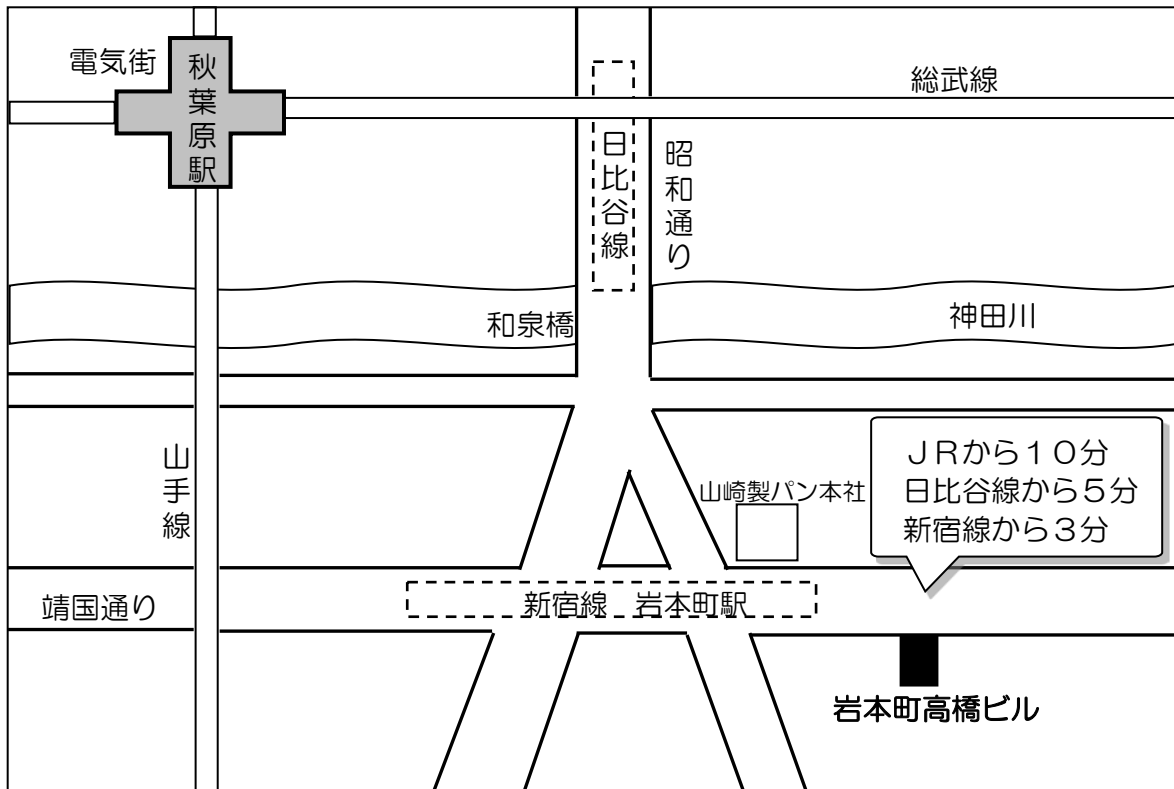 電気街
秋葉原駅
総武線
日比谷線
昭和通り
和泉橋
神田川
山手線
山崎製パン本社
ＪＲから１０分
日比谷線から５分
新宿線から３分
靖国通り
新宿線　岩本町駅
岩本町高橋ビル